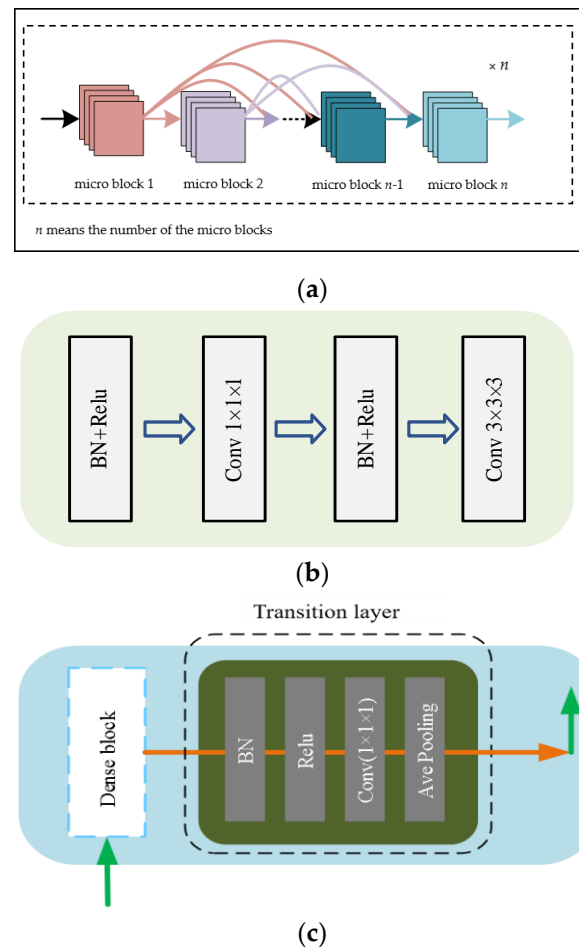 × n
micro block 1
micro block 2
micro block n-1
micro block n
n means the number of the micro blocks
(a)
BN+Relu
Conv 1×1×1
BN+Relu
Conv 3×3×3
(b)
Transition layer
Dense block
BN
Relu
Conv(1×1×1)
Ave Pooling
(c)